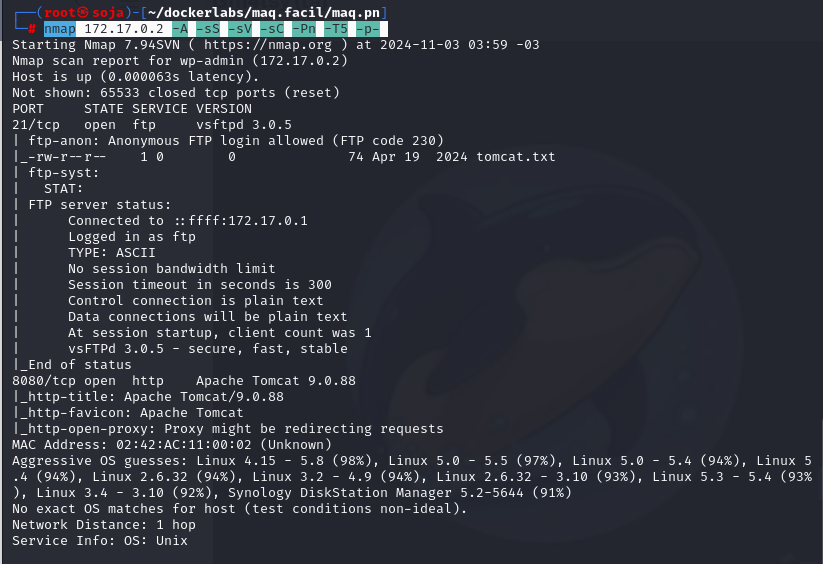 ┌──(root㉿soja)-[~/dockerlabs/maq.facil/maq.pn]
└─# nmap 172.17.0.2 -A -sS -sV -sC -Pn -T5 -p-
Starting Nmap 7.94SVN ( https://nmap.org ) at 2024-11-03 03:59 -03
Nmap scan report for wp-admin (172.17.0.2)
Host is up (0.000063s latency).
Not shown: 65533 closed tcp ports (reset)
PORT     STATE SERVICE VERSION
21/tcp   open  ftp     vsftpd 3.0.5
| ftp-anon: Anonymous FTP login allowed (FTP code 230)
|_-rw-r--r--    1 0        0              74 Apr 19  2024 tomcat.txt
| ftp-syst:
|   STAT:
| FTP server status:
|      Connected to ::ffff:172.17.0.1
|      Logged in as ftp
|      TYPE: ASCII
|      No session bandwidth limit
|      Session timeout in seconds is 300
|      Control connection is plain text
|      Data connections will be plain text
|      At session startup, client count was 1
|      vsFTPd 3.0.5 - secure, fast, stable
|_End of status
8080/tcp open  http    Apache Tomcat 9.0.88
|_http-title: Apache Tomcat/9.0.88
|_http-favicon: Apache Tomcat
|_http-open-proxy: Proxy might be redirecting requests
MAC Address: 02:42:AC:11:00:02 (Unknown)
Aggressive OS guesses: Linux 4.15 - 5.8 (98%), Linux 5.0 - 5.5 (97%), Linux 5.0 - 5.4 (94%), Linux 5
.4 (94%), Linux 2.6.32 (94%), Linux 3.2 - 4.9 (94%), Linux 2.6.32 - 3.10 (93%), Linux 5.3 - 5.4 (93%
), Linux 3.4 - 3.10 (92%), Synology DiskStation Manager 5.2-5644 (91%)
No exact OS matches for host (test conditions non-ideal).
Network Distance: 1 hop
Service Info: OS: Unix